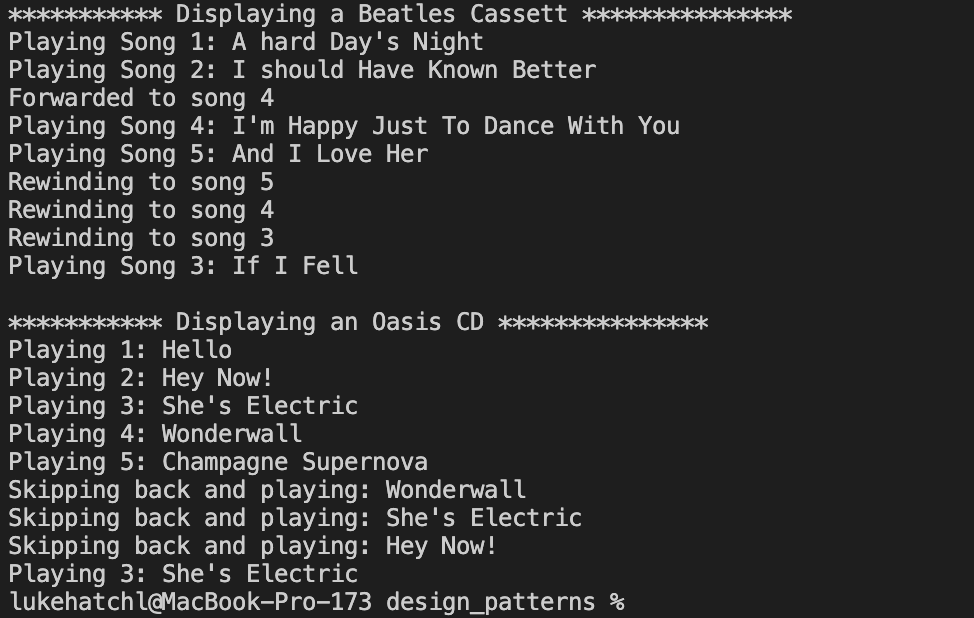 *********** Displaying a Beatles Cassett ***************
Playing Song 1: A hard Day's Night
Playing Song 2: I should Have Known Better
Forwarded to song 4
Playing Song 4: I'm Happy Just To Dance With You
Playing Song 5: And I Love Her
Rewinding to song 5
Rewinding to song 4
Rewinding to song 3
Playing Song 3: If I Fell
*********** Displaying an Oasis CD ***************
Playing 1: Hello
Playing 2: Hey Now!
Playing 3: She's Electric
Playing 4: Wonderwall
Playing 5: Champagne Supernova
Skipping back and playing: Wonderwall
Skipping back and playing: She's Electric
Skipping back and playing: Hey Now!
Playing 3: She's Electric
lukehatchl@MacBook-Pro-173 design_patterns %